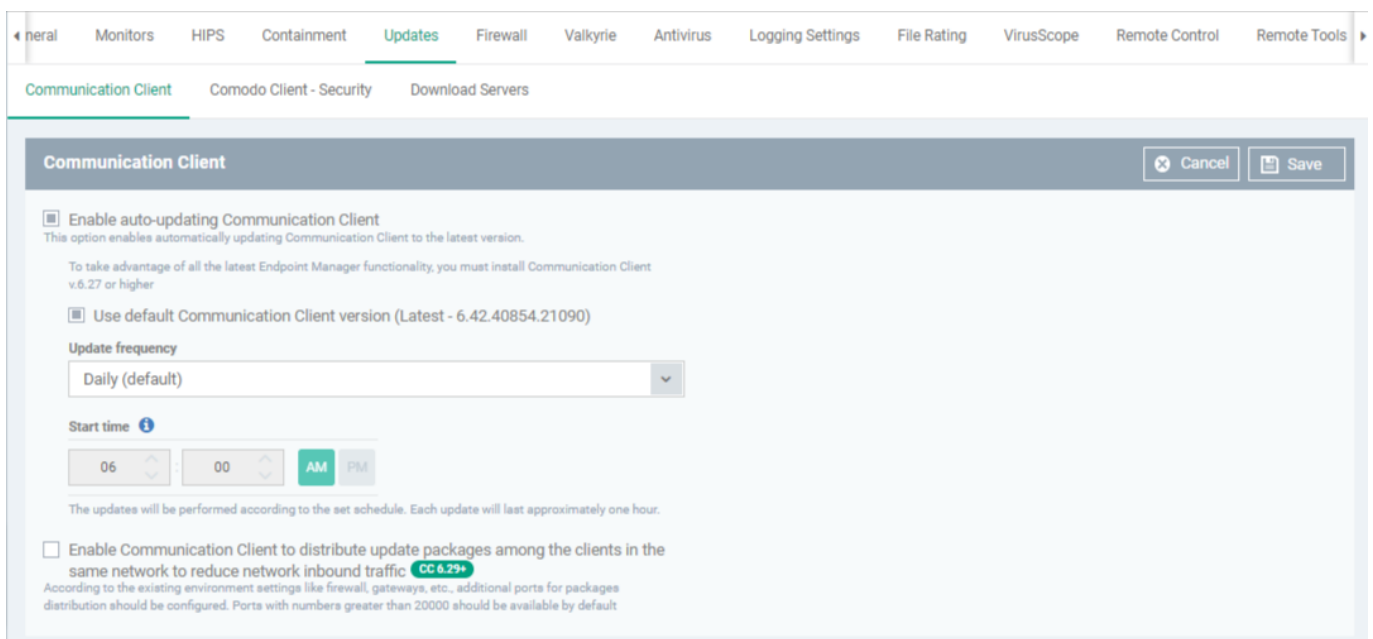 neral Monitors HIPS Containment Updates Firewall Valkyrie Antivirus Logging Settings File Rating VirusScope Remote Control Remote Tools
Communication Client Comodo Client - Security Download Servers
Communication Client Cancel Save
Enable auto-updating Communication Client
This option enables automatically updating Communication Client to the latest version.
To take advantage of all the latest Endpoint Manager functionality, you must install Communication Client
v.6.27 or higher
Use default Communication Client version (Latest - 6.42.40854.21090)
Update frequency
Daily (default)
Start time
06 : 00 AM PM
The updates will be performed according to the set schedule. Each update will last approximately one hour.
Enable Communication Client to distribute update packages among the clients in the
same network to reduce network inbound traffic CC 6.29+
According to the existing environment settings like firewall, gateways, etc., additional ports for packages
distribution should be configured. Ports with numbers greater than 20000 should be available by default